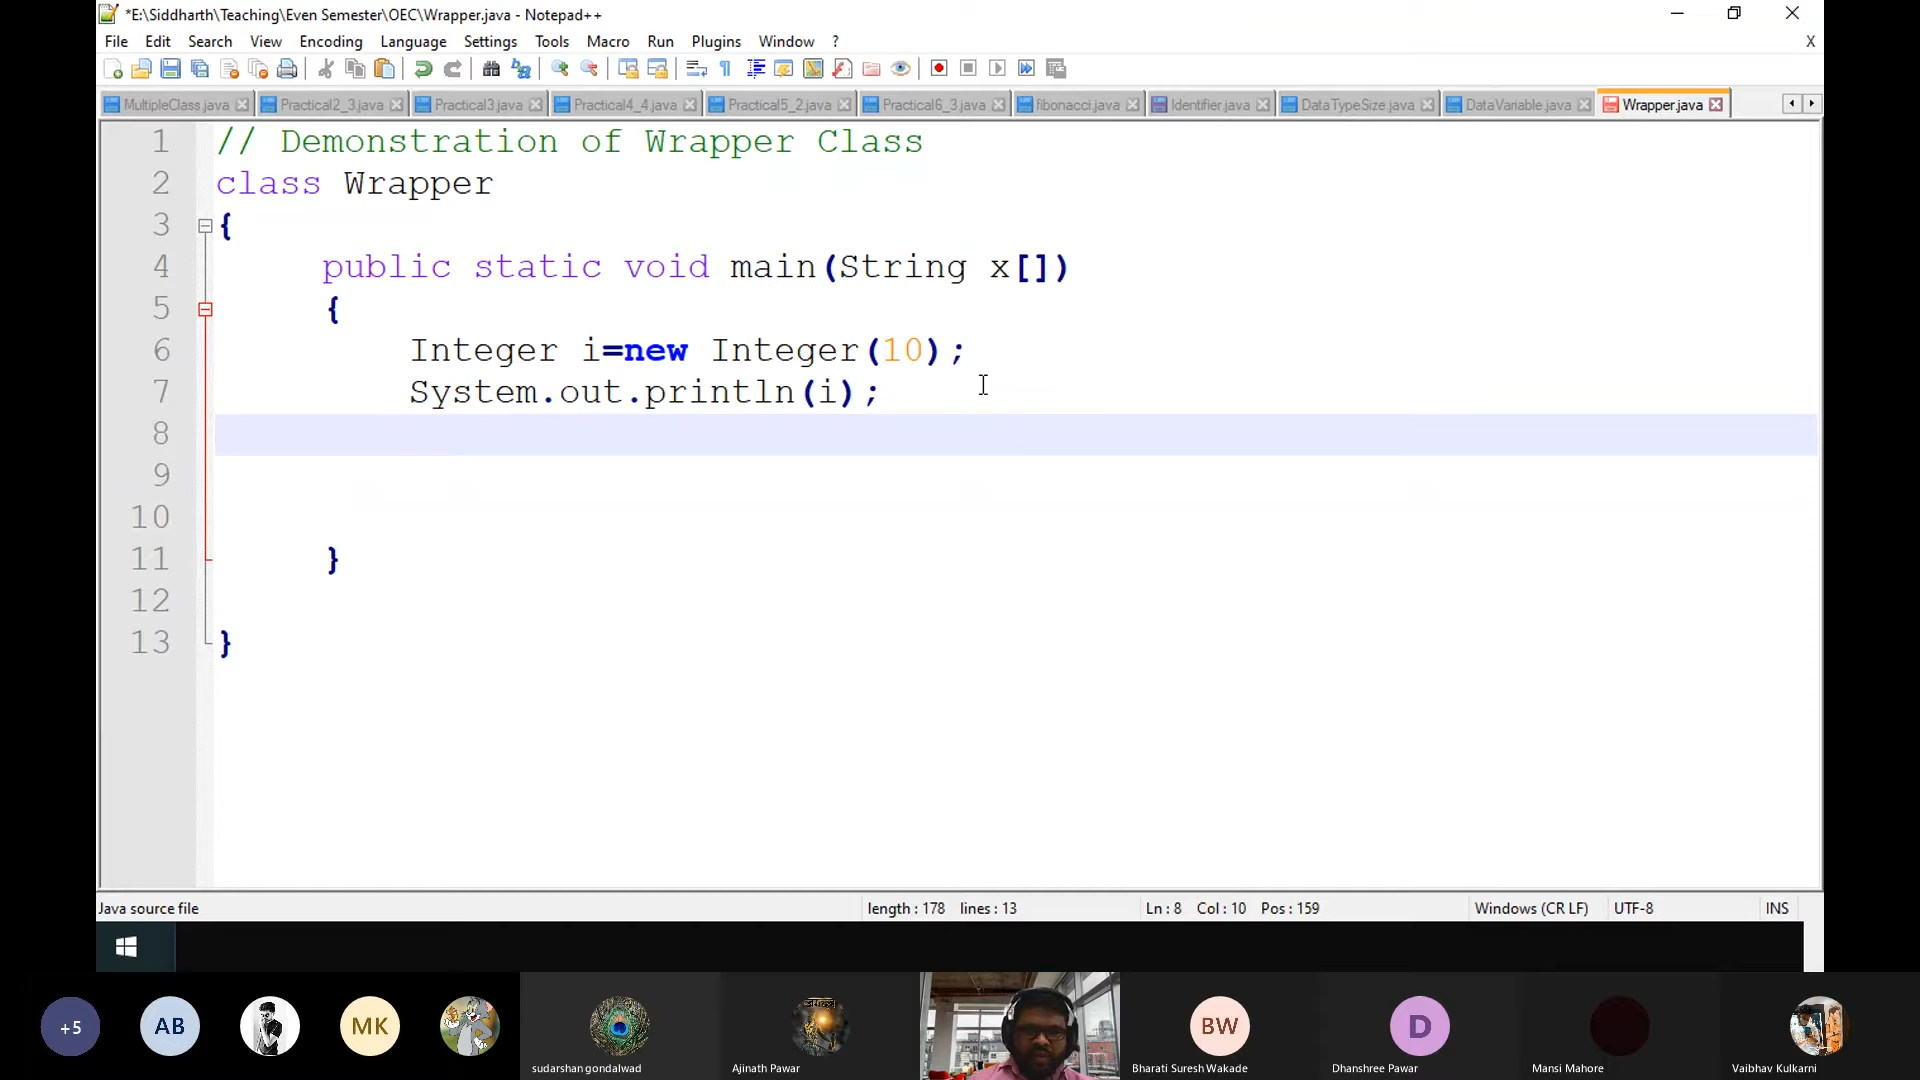 *E:\Siddharth\Teaching\Even Semester\OEC\Wrapper.java - Notepad++
File Edit Search View Encoding Language Settings Tools Macro Run Plugins Window ? X
MultipleClass.java Practical2_3.java Practical3.java Practical4_4.java Practical5_2.java Practical6_3.java fibonacci.java Identifier.java DataTypeSize.java DataVariable.java Wrapper.java
1 // Demonstration of Wrapper Class
2 class Wrapper
3 {
4 public static void main(String x[])
5 {
6 Integer i=new Integer(10);
7 System.out.println(i);
8
9
10
11 }
12
13 }
Java source file length : 178 lines : 13 Ln : 8 Col : 10 Pos : 159 Windows (CR LF) UTF-8 INS
+5 AB MK BW D
sudarshan gondalwad Ajinath Pawar Bharati Suresh Wakade Dhanshree Pawar Mansi Mahore Vaibhav Kulkarni